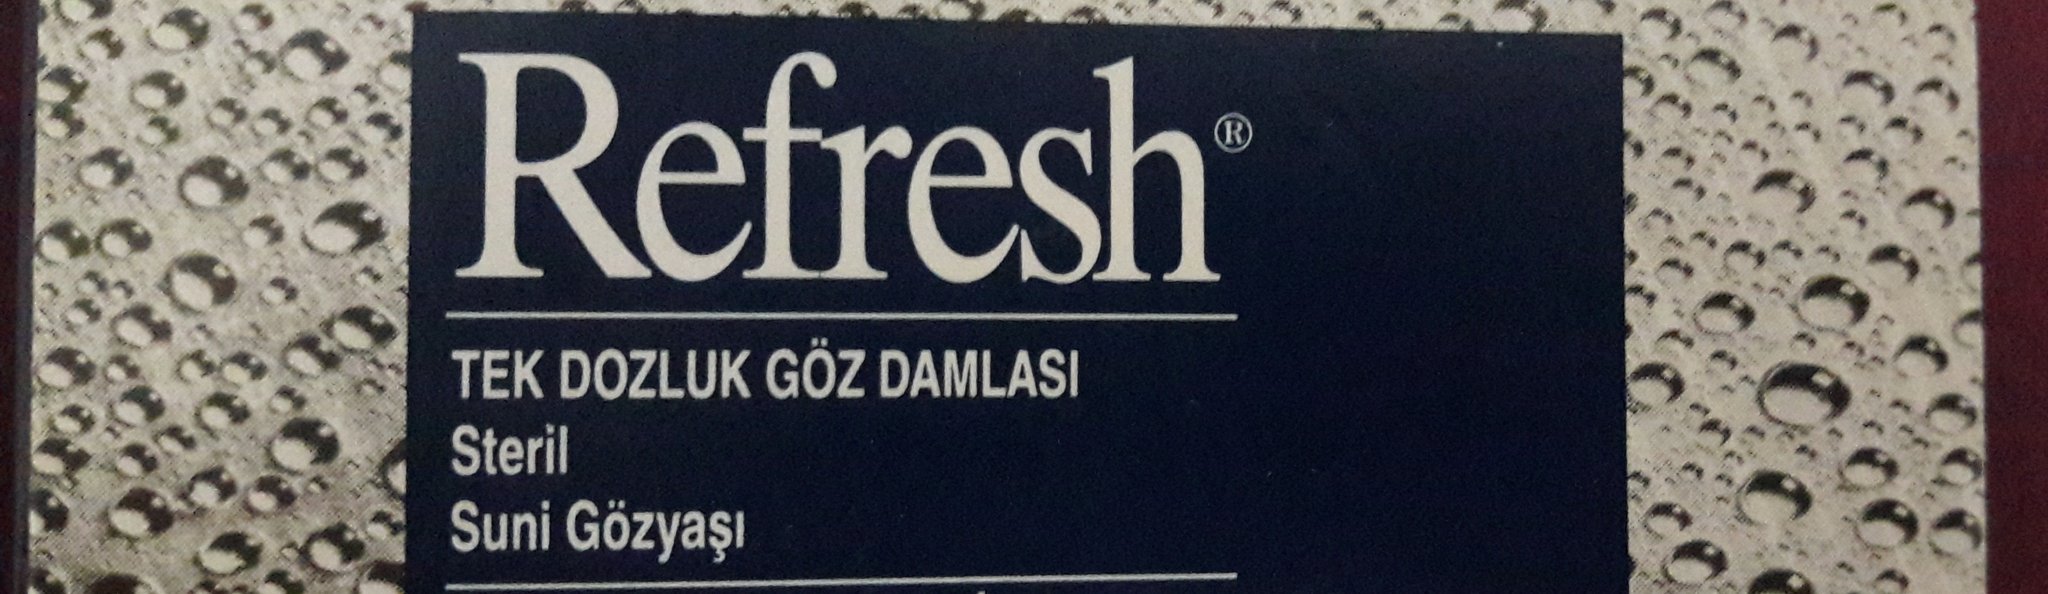 Refresh®
TEK DOZLUK GÖZ DAMLASI
Steril
Suni Gözyaşı